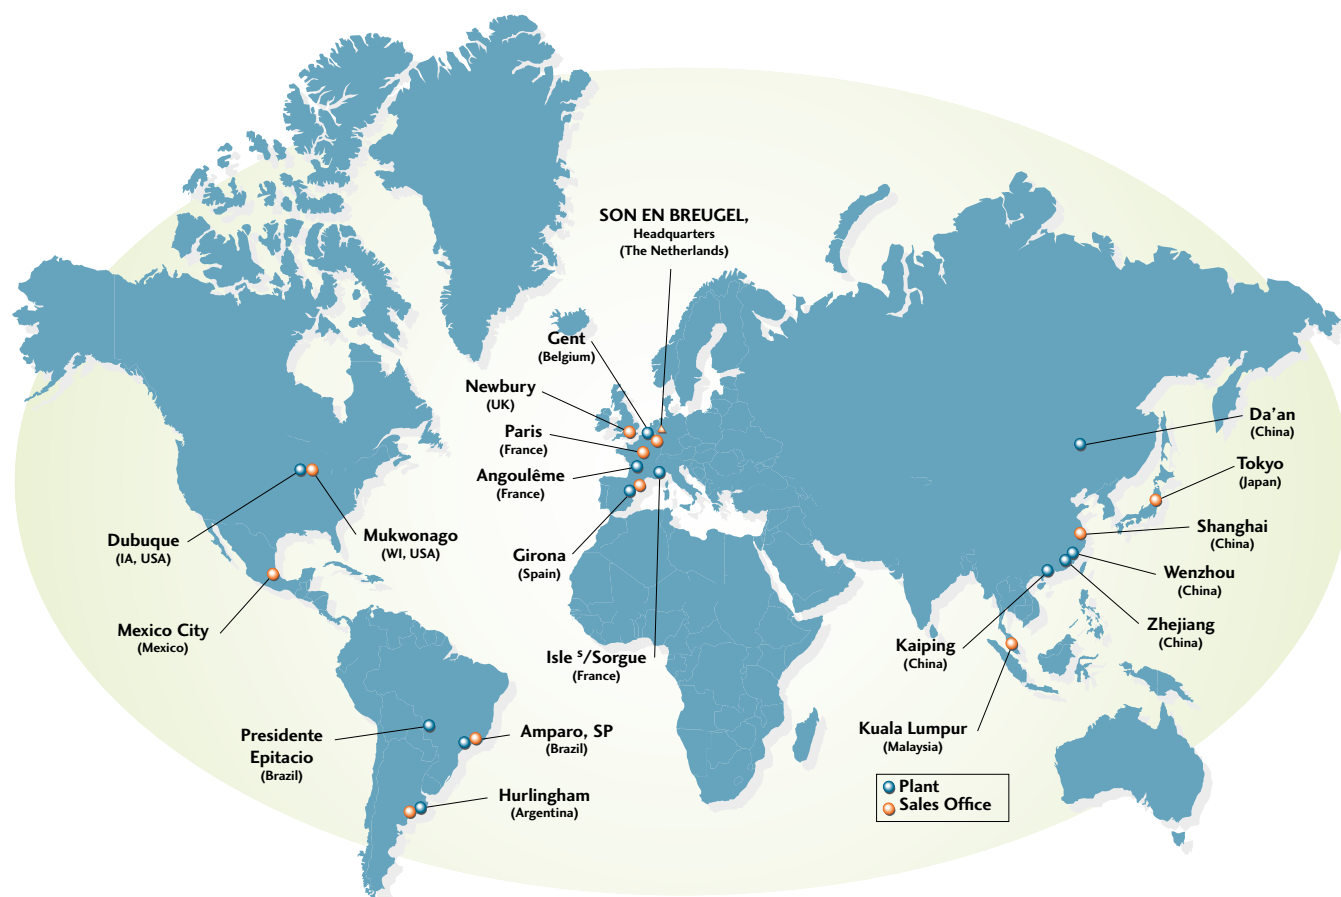 SON EN BREUGEL,
Headquarters
(The Netherlands)
Gent
(Belgium)
Newbury
(UK)
Paris
(France)
Angoulême
(France)
Girona
(Spain)
Isle s/Sorgue
(France)
Dubuque
(IA, USA)
Mukwonago
(WI, USA)
Mexico City
(Mexico)
Presidente
Epitacio
(Brazil)
Amparo, SP
(Brazil)
Hurlingham
(Argentina)
Da’an
(China)
Tokyo
(Japan)
Shanghai
(China)
Wenzhou
(China)
Zhejiang
(China)
Kaiping
(China)
Kuala Lumpur
(Malaysia)
Plant
Sales Office